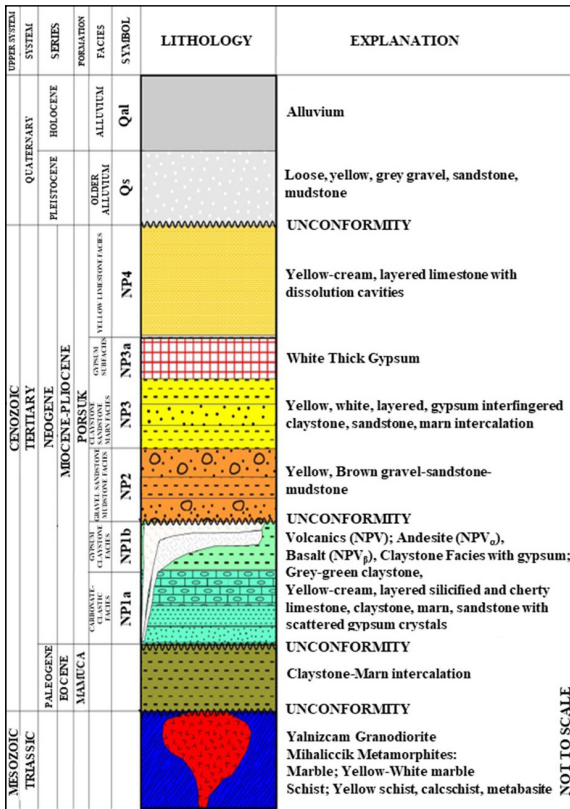 UPPER SYSTEM
SYSTEM
SERIES
FORMATION
FACIES
SYMBOL
LITHOLOGY
EXPLANATION
CENOZOIC
QUATERNARY
HOLOCENE
ALLUVIUM
Qal
Alluvium
PLEISTOCENE
OLDER
ALLUVIUM
Qs
Loose, yellow, grey gravel, sandstone,
mudstone
UNCONFORMITY
TERTIARY
NEOGENE
MIOCENE-PLIOCENE
PORSUK
YELLOW LIMESTONE FACIES
NP4
Yellow-cream, layered limestone with
dissolution cavities
GYPSUM
SUBFACIES
NP3a
White Thick Gypsum
CLAYSTONE
SANDSTONE
MARN FACIES
NP3
Yellow, white, layered, gypsum interfingered
claystone, sandstone, marn intercalation
GRAVEL SANDSTONE
MUDSTONE FACIES
NP2
Yellow, Brown gravel-sandstone-
mudstone
UNCONFORMITY
GYPSUM
CLAYSTONE
FACIES
NP1b
Volcanics (NPV); Andesite (NPVα),
Basalt (NPVβ), Claystone Facies with gypsum;
Grey-green claystone,
CARBONATE-
CLASTIC
FACIES
NP1a
Yellow-cream, layered silicified and cherty
limestone, claystone, marn, sandstone with
scattered gypsum crystals
UNCONFORMITY
PALEOGENE
EOCENE
MAMUCA
Claystone-Marn intercalation
UNCONFORMITY
MESOZOIC
TRIASSIC
Yalnizcam Granodiorite
Mihaliccik Metamorphites:
Marble; Yellow-White marble
Schist; Yellow schist, calcschist, metabasite
NOT TO SCALE